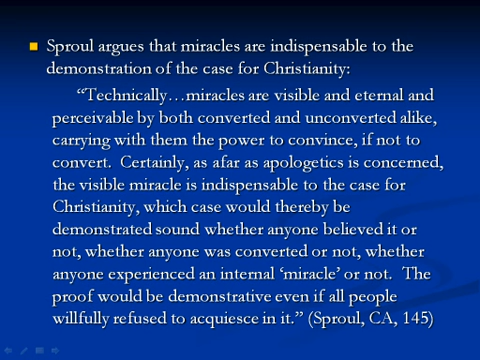 Sproul argues that miracles are indispensable to the
demonstration of the case for Christianity:
“Technically…miracles are visible and eternal and
perceivable by both converted and unconverted alike,
carrying with them the power to convince, if not to
convert.  Certainly, as afar as apologetics is concerned,
the visible miracle is indispensable to the case for
Christianity, which case would thereby be
demonstrated sound whether anyone believed it or
not, whether anyone was converted or not, whether
anyone experienced an internal ‘miracle’ or not.  The
proof would be demonstrative even if all people
willfully refused to acquiesce in it.” (Sproul, CA, 145)